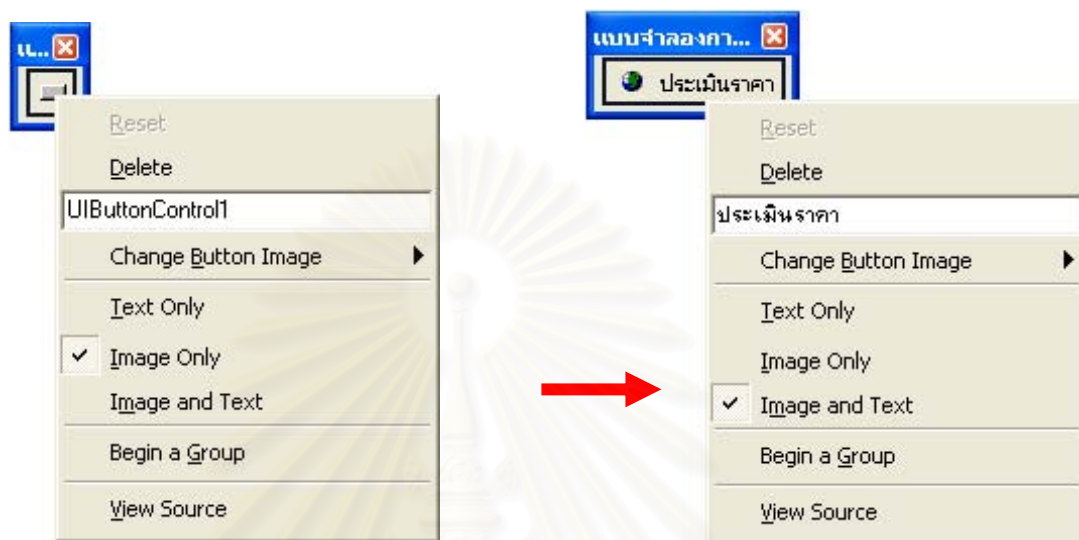 แ...
Reset
Delete
UIButtonControl1
Change Button Image
Text Only
Image Only
Image and Text
Begin a Group
View Source
แบบจำลองกา...
ประเมินราคา
Reset
Delete
ประเมินราคา
Change Button Image
Text Only
Image Only
Image and Text
Begin a Group
View Source